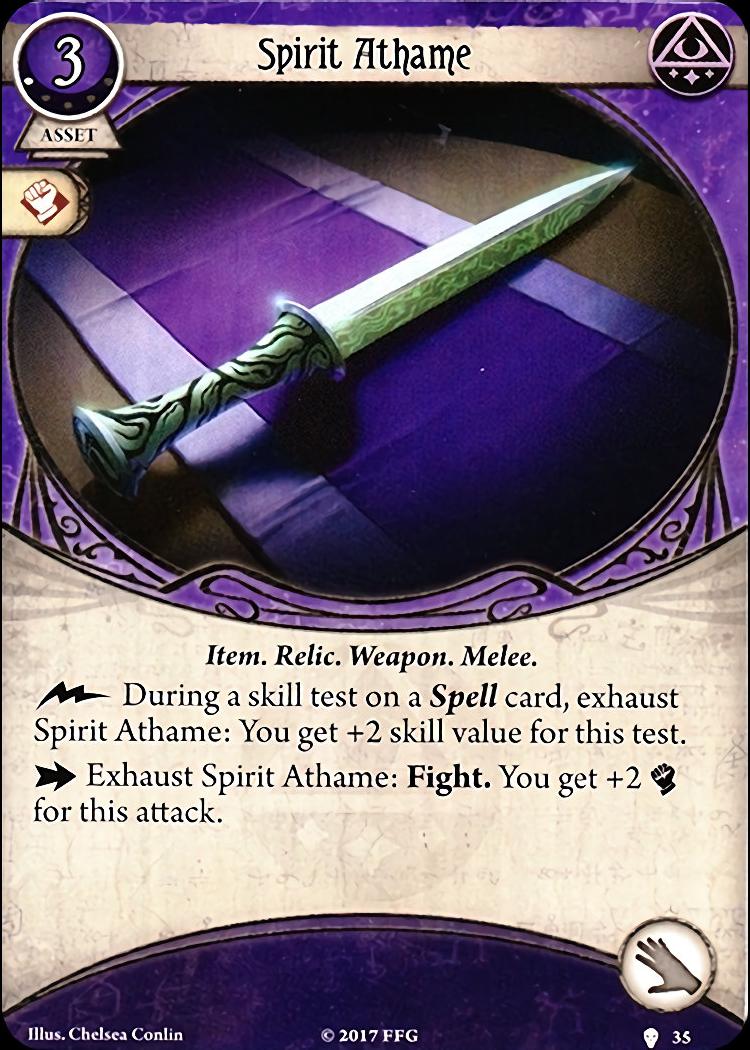 3
Spirit Athame
ASSET
Item. Relic. Weapon. Melee.
During a skill test on a Spell card, exhaust
Spirit Athame: You get +2 skill value for this test.
Exhaust Spirit Athame: Fight. You get +2
for this attack.
Illus. Chelsea Conlin
© 2017 FFG
35